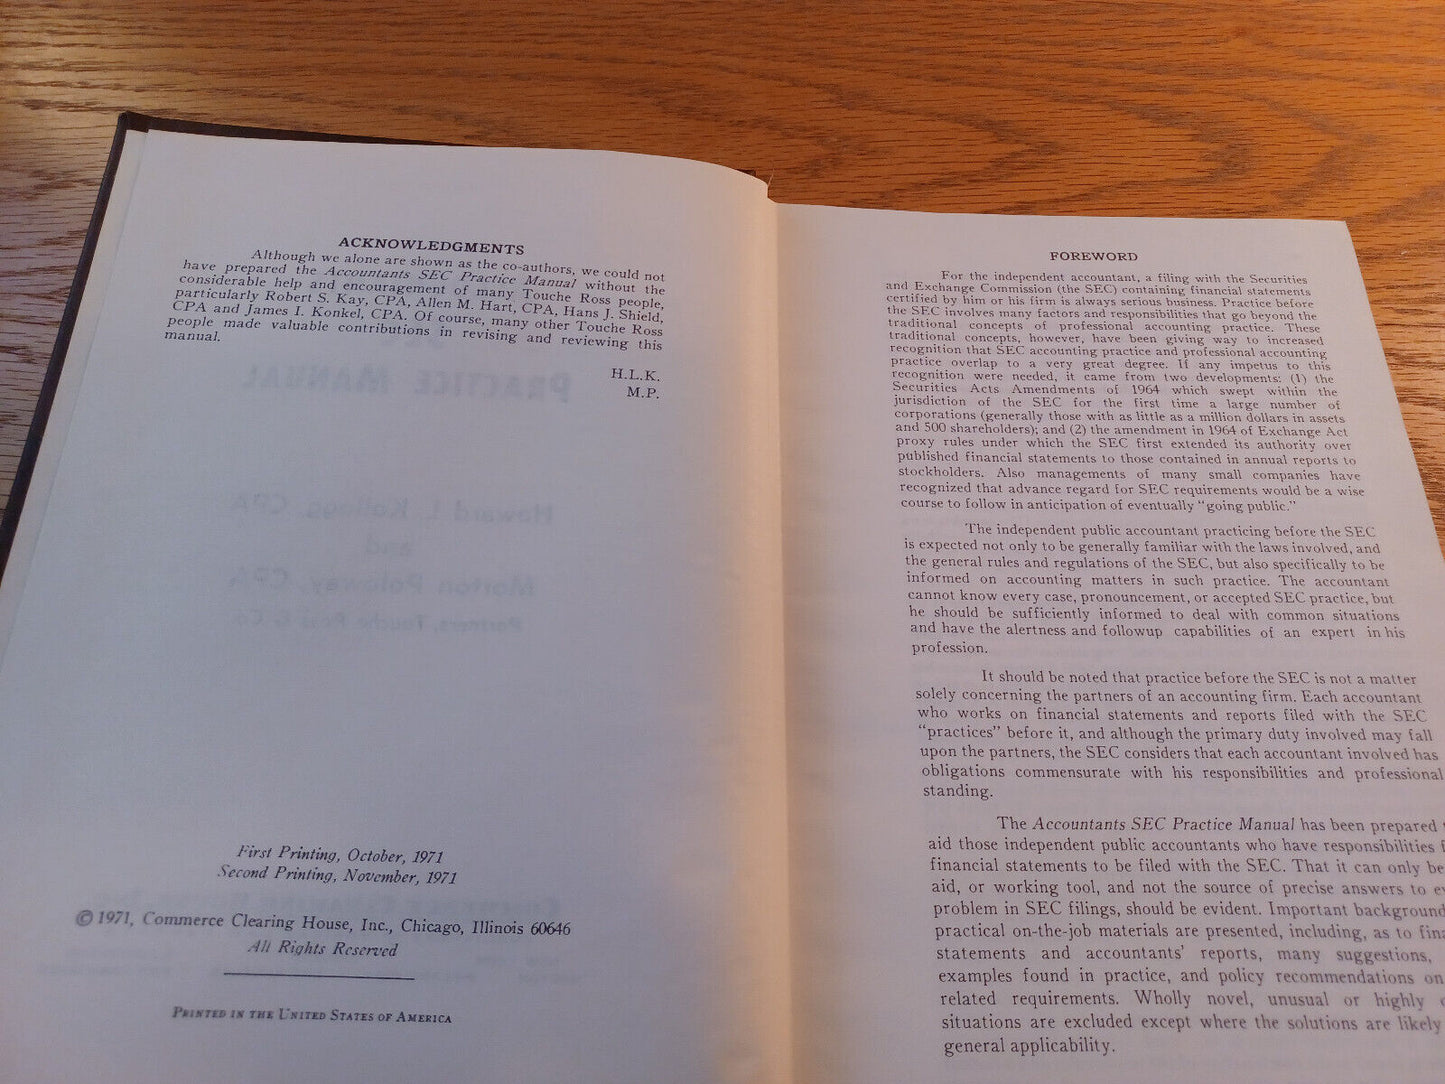 ACKNOWLEDGMENTS
Although we alone are shown as the co-authors, we could not
have prepared the Accountants SEC Practice Manual without the
considerable help and encouragement of many Touche Ross people,
particularly Robert S. Kay, CPA, Allen M. Hart, CPA, Hans J. Shield,
CPA and James I. Konkel, CPA. Of course, many other Touche Ross
people made valuable contributions in revising and reviewing this
manual.
H.L.K.
M.P.
First Printing, October, 1971
Second Printing, November, 1971
© 1971, Commerce Clearing House, Inc., Chicago, Illinois 60646
All Rights Reserved
PRINTED IN THE UNITED STATES OF AMERICA
FOREWORD
For the independent accountant, a filing with the Securities
and Exchange Commission (the SEC) containing financial statements
certified by him or his firm is always serious business. Practice before
the SEC involves many factors and responsibilities that go beyond the
traditional concepts of professional accounting practice. These
traditional concepts, however, have been giving way to increased
recognition that SEC accounting practice and professional accounting
practice overlap to a very great degree. If any impetus to this
recognition were needed, it came from two developments: (1) the
Securities Acts Amendments of 1964 which swept within the
jurisdiction of the SEC for the first time a large number of
corporations (generally those with as little as a million dollars in assets
and 500 shareholders); and (2) the amendment in 1964 of Exchange Act
proxy rules under which the SEC first extended its authority over
published financial statements to those contained in annual reports to
stockholders. Also managements of many small companies have
recognized that advance regard for SEC requirements would be a wise
course to follow in anticipation of eventually “going public.”
The independent public accountant practicing before the SEC
is expected not only to be generally familiar with the laws involved, and
the general rules and regulations of the SEC, but also specifically to be
informed on accounting matters in such practice. The accountant
cannot know every case, pronouncement, or accepted SEC practice, but
he should be sufficiently informed to deal with common situations
and have the alertness and followup capabilities of an expert in his
profession.
It should be noted that practice before the SEC is not a matter
solely concerning the partners of an accounting firm. Each accountant
who works on financial statements and reports filed with the SEC
“practices” before it, and although the primary duty involved may fall
upon the partners, the SEC considers that each accountant involved has
obligations commensurate with his responsibilities and professional
standing.
The Accountants SEC Practice Manual has been prepared
aid those independent public accountants who have responsibilities
financial statements to be filed with the SEC. That it can only be
aid, or working tool, and not the source of precise answers to
problem in SEC filings, should be evident. Important background
practical on-the-job materials are presented, including, as to
statements and accountants' reports, many suggestions,
examples found in practice, and policy recommendations on
related requirements. Wholly novel, unusual or highly
situations are excluded except where the solutions are likely
general applicability.